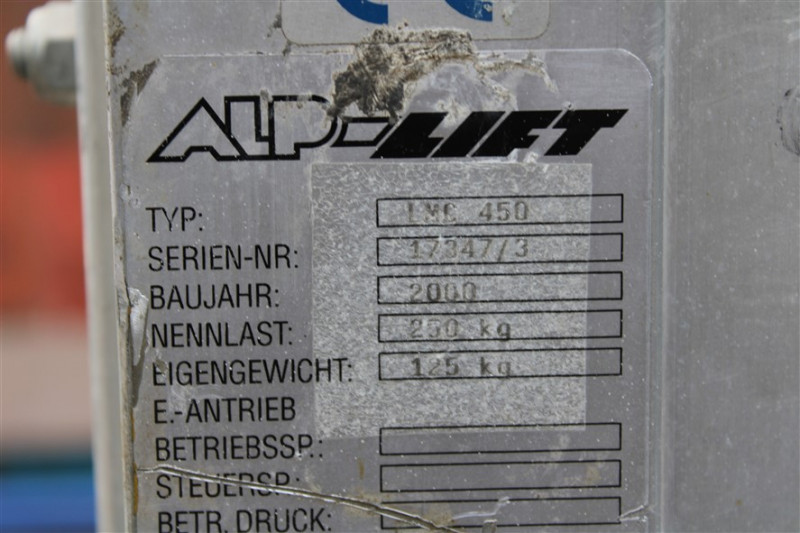 ALP-LIFT
TYP: LMC 450
SERIEN-NR: 17347/3
BAUJAHR: 2000
NENNLAST: 250 kg
EIGENGEWICHT: 125 kg
E.-ANTRIEB
BETRIEBSSP.:
STEUERSP.:
BETR. DRUCK: